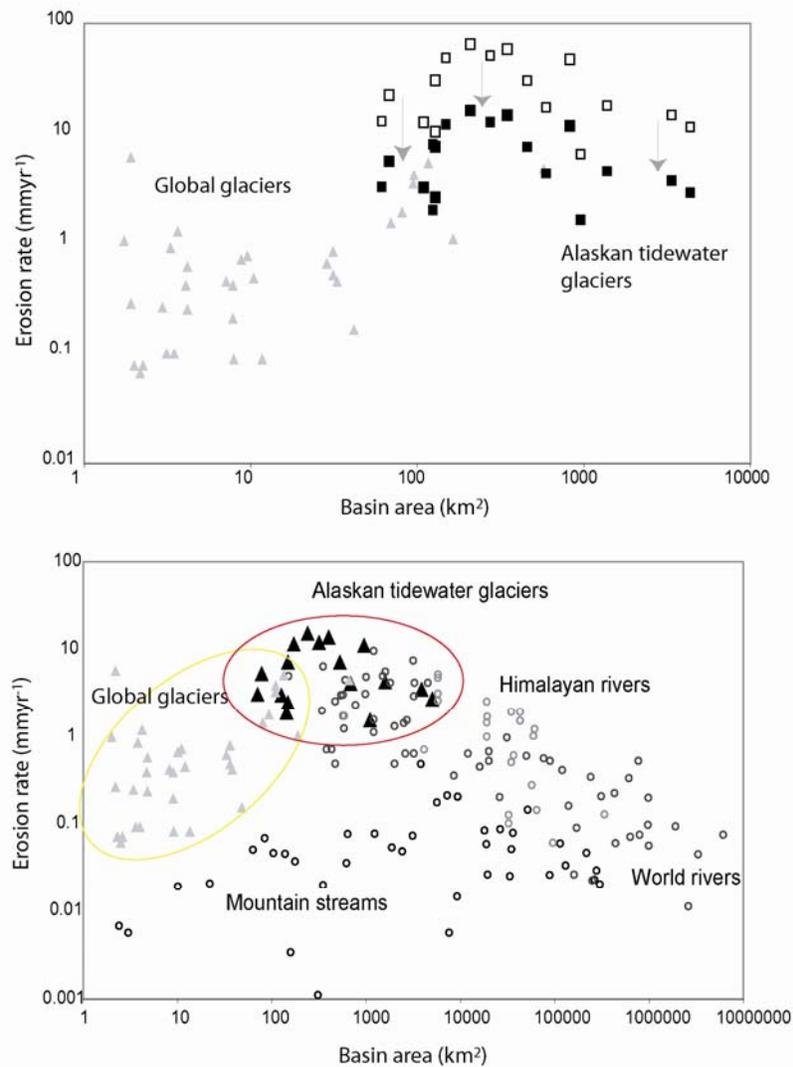 100
10
1
0.1
0.01
Erosion rate (mmyr⁻¹)
Global glaciers
Alaskan tidewater
glaciers
1 10 100 1000 10000
Basin area (km²)
100
10
1
0.1
0.01
0.001
Erosion rate (mmyr⁻¹)
Alaskan tidewater glaciers
Global glaciers
Himalayan rivers
World rivers
Mountain streams
1 10 100 1000 10000 100000 1000000 10000000
Basin area (km²)